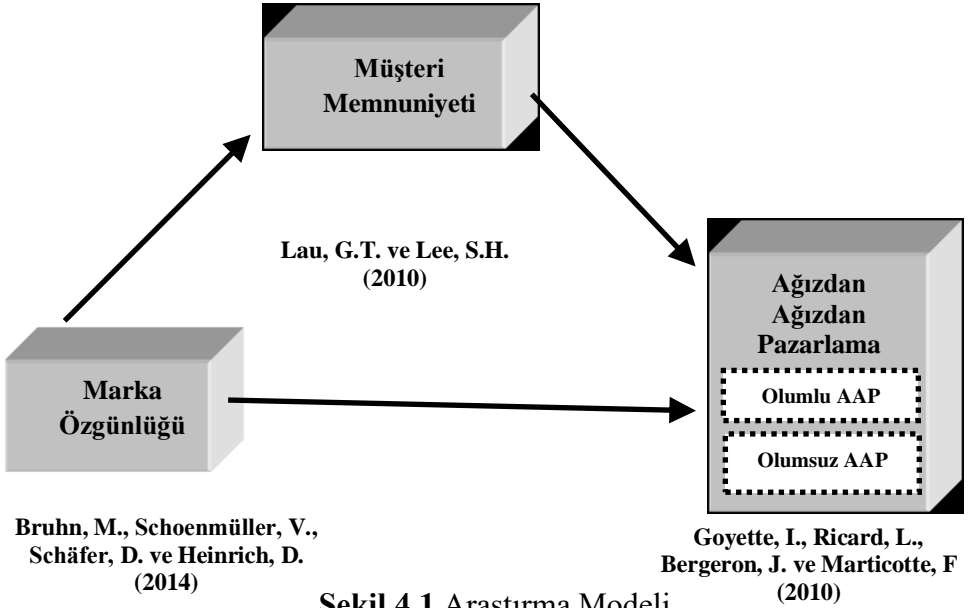 Müşteri
Memnuniyeti
Lau, G.T. ve Lee, S.H.
(2010)
Ağızdan
Ağızdan
Pazarlama
Olumlu AAP
Olumsuz AAP
Marka
Özgünlüğü
Bruhn, M., Schoenmüller, V.,
Schäfer, D. ve Heinrich, D.
(2014)
Goyette, I., Ricard, L.,
Bergeron, J. ve Marticotte, F
(2010)
Şekil 4.1 Araştırma Modeli